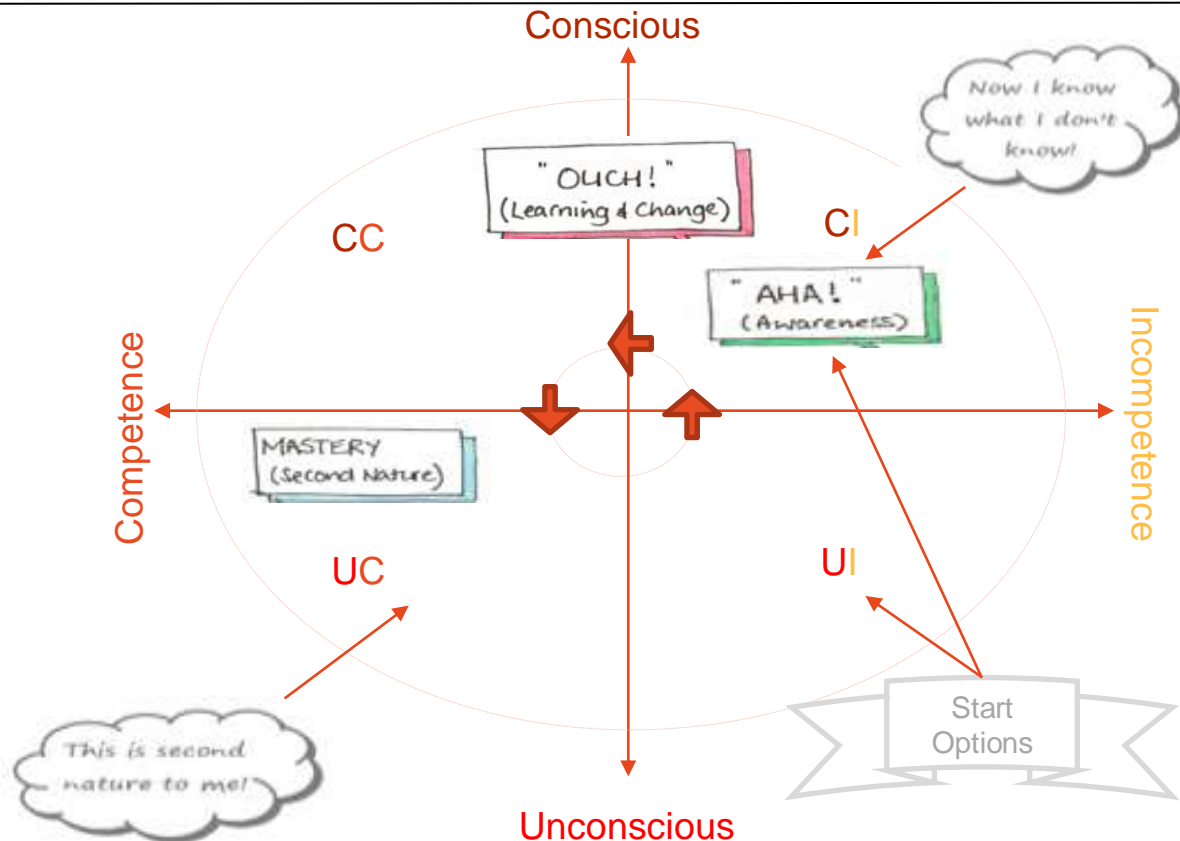 Conscious
Now I know
what I don't
know!
"OUCH!"
(Learning & Change)
CC
CI
"AHA!"
(Awareness)
Competence
Incompetence
MASTERY
(Second Nature)
UC
UI
Start
Options
This is second
nature to me!
Unconscious